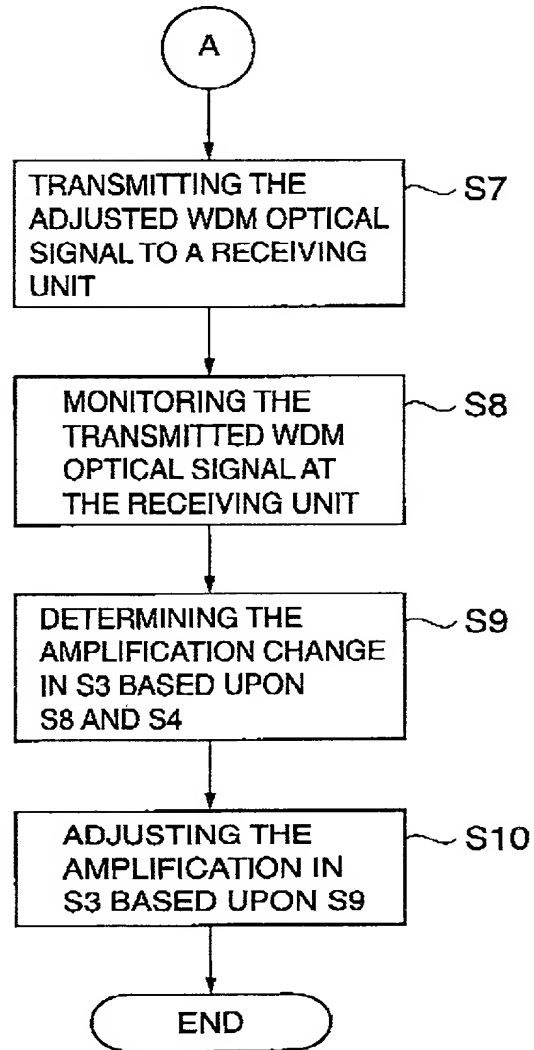 A
TRANSMITTING THE
ADJUSTED WDM OPTICAL
SIGNAL TO A RECEIVING
UNIT
S7
MONITORING THE
TRANSMITTED WDM
OPTICAL SIGNAL AT
THE RECEIVING UNIT
S8
DETERMINING THE
AMPLIFICATION CHANGE
IN S3 BASED UPON
S8 AND S4
S9
ADJUSTING THE
AMPLIFICATION IN
S3 BASED UPON S9
S10
END